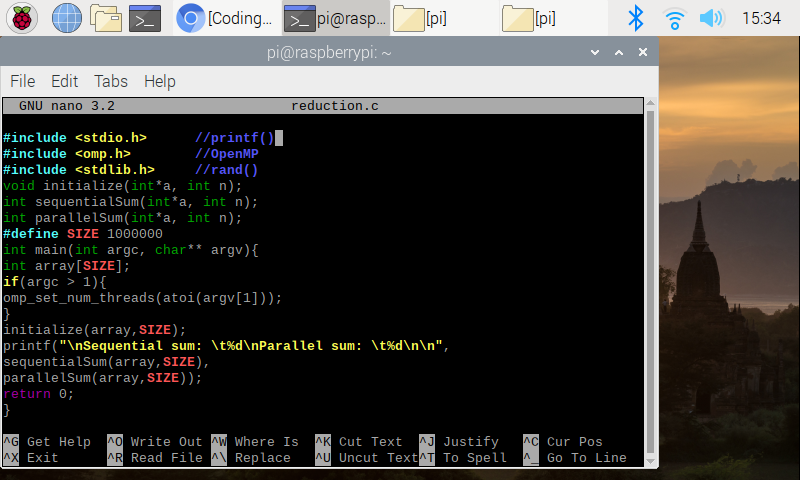 [Coding... pi@rasp... [pi] [pi] 15:34
pi@raspberrypi: ~
File Edit Tabs Help
GNU nano 3.2 reduction.c
#include <stdio.h> //printf()
#include <omp.h> //OpenMP
#include <stdlib.h> //rand()
void initialize(int*a, int n);
int sequentialSum(int*a, int n);
int parallelSum(int*a, int n);
#define SIZE 1000000
int main(int argc, char** argv){
int array[SIZE];
if(argc > 1){
omp_set_num_threads(atoi(argv[1]));
}
initialize(array,SIZE);
printf("\nSequential sum: \t%d\nParallel sum: \t%d\n\n",
sequentialSum(array,SIZE),
parallelSum(array,SIZE));
return 0;
}
^G Get Help ^O Write Out ^W Where Is ^K Cut Text ^J Justify ^C Cur Pos
^X Exit ^R Read File ^\ Replace ^U Uncut Text ^T To Spell ^_ Go To Line